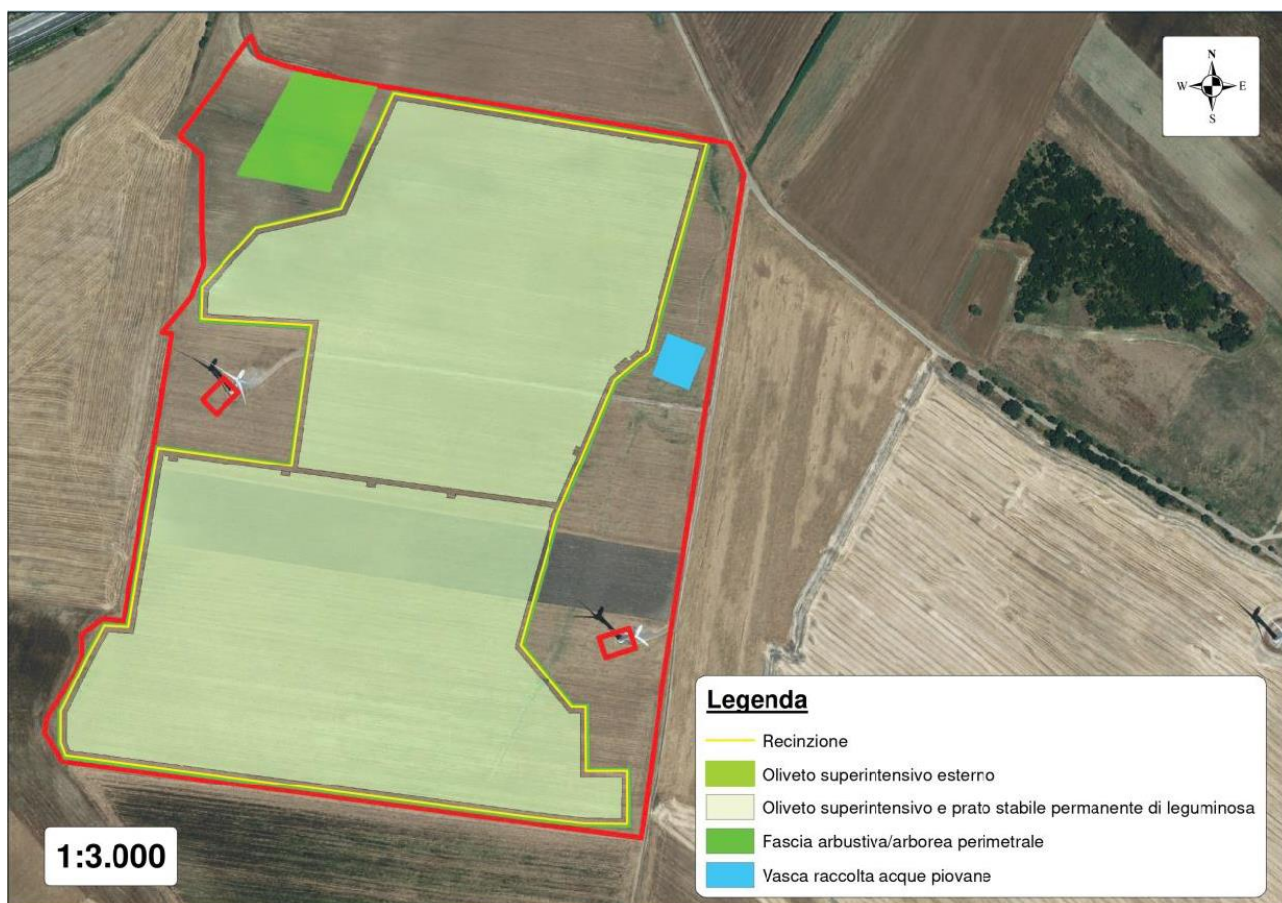 N
W E
S
Legenda
Recinzione
Oliveto superintensivo esterno
Oliveto superintensivo e prato stabile permanente di leguminosa
Fascia arbustiva/arborea perimetrale
Vasca raccolta acque piovane
1:3.000